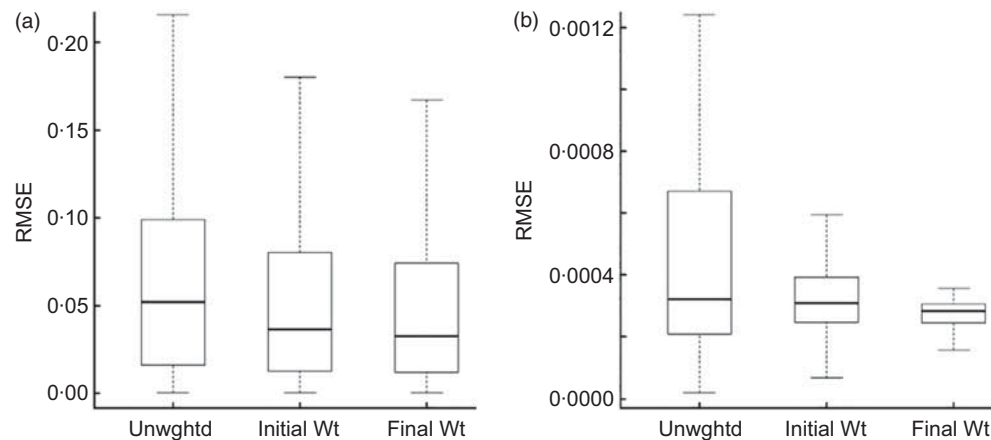 (a)
RMSE
0·20
0·15
0·10
0·05
0·00
Unwghtd Initial Wt Final Wt
(b)
RMSE
0·0012
0·0008
0·0004
0·0000
Unwghtd Initial Wt Final Wt